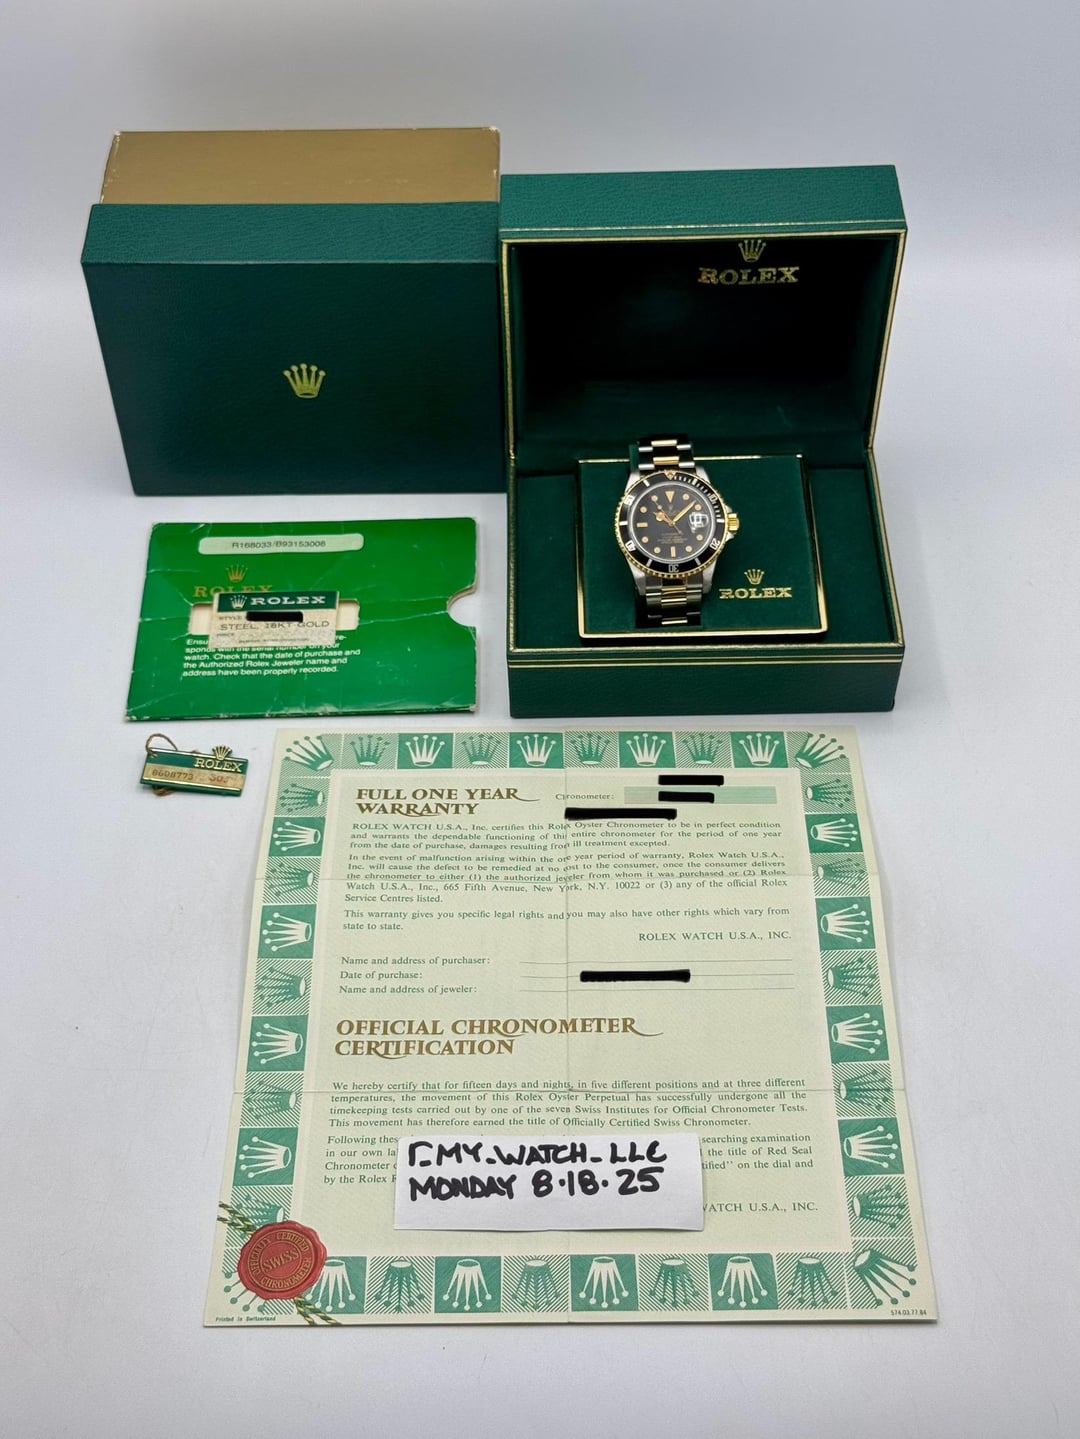 ROLEX
ROLEX
R168033/B93153008
ROLEX
ROLEX
STYLE
STEEL, 18KT GOLD
PRICE
watch. Check that the date of purchase and
the Authorized Rolex Jeweler name and
address have been properly recorded.
ROLEX
8608773
FULL ONE YEAR
WARRANTY
Chronometer:
ROLEX WATCH U.S.A., Inc. certifies this Rolex Oyster Chronometer to be in perfect condition
and warrants the dependable functioning of this entire chronometer for the period of one year
from the date of purchase, damages resulting from ill treatment excepted.
In the event of malfunction arising within the one year period of warranty, Rolex Watch U.S.A.,
Inc. will cause the defect to be remedied at no cost to the consumer, once the consumer delivers
the chronometer to either (1) the authorized jeweler from whom it was purchased or (2) Rolex
Watch U.S.A., Inc., 665 Fifth Avenue, New York, N.Y. 10022 or (3) any of the official Rolex
Service Centres listed.
This warranty gives you specific legal rights and you may also have other rights which vary from
state to state.
ROLEX WATCH U.S.A., INC.
Name and address of purchaser:
Date of purchase:
Name and address of jeweler:
OFFICIAL CHRONOMETER
CERTIFICATION
We hereby certify that for fifteen days and nights, in five different positions and at three different
temperatures, the movement of this Rolex Oyster Perpetual has successfully undergone all the
timekeeping tests carried out by one of the seven Swiss Institutes for Official Chronometer Tests.
This movement has therefore earned the title of Officially Certified Swiss Chronometer.
Following these searching examination
in our own the title of Red Seal
Chronometer on the dial and
by the Rolex
WATCH U.S.A., INC.
r_MY_WATCH_LLC
MONDAY 8.18.25
OFFICIALLY CERTIFIED
SWISS
CHRONOMETER
Printed in Switzerland
574.03.77.84